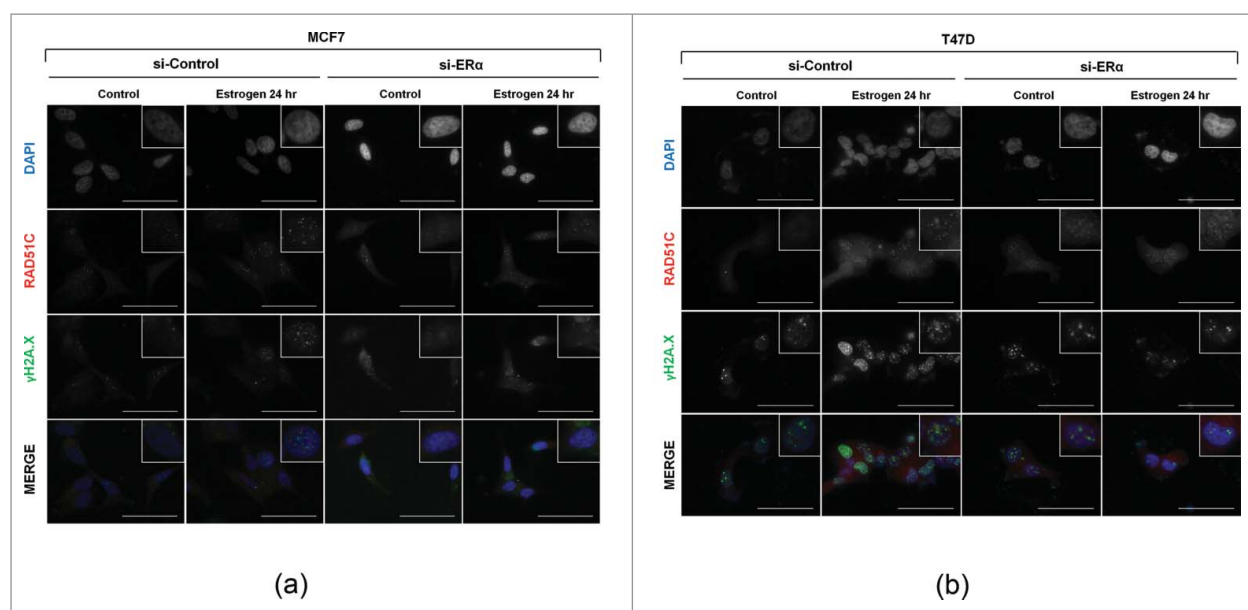 MCF7
si-Control si-ERα
Control Estrogen 24 hr Control Estrogen 24 hr
DAPI
RAD51C
γH2A.X
MERGE
(a)
T47D
si-Control si-ERα
Control Estrogen 24 hr Control Estrogen 24 hr
DAPI
RAD51C
γH2A.X
MERGE
(b)